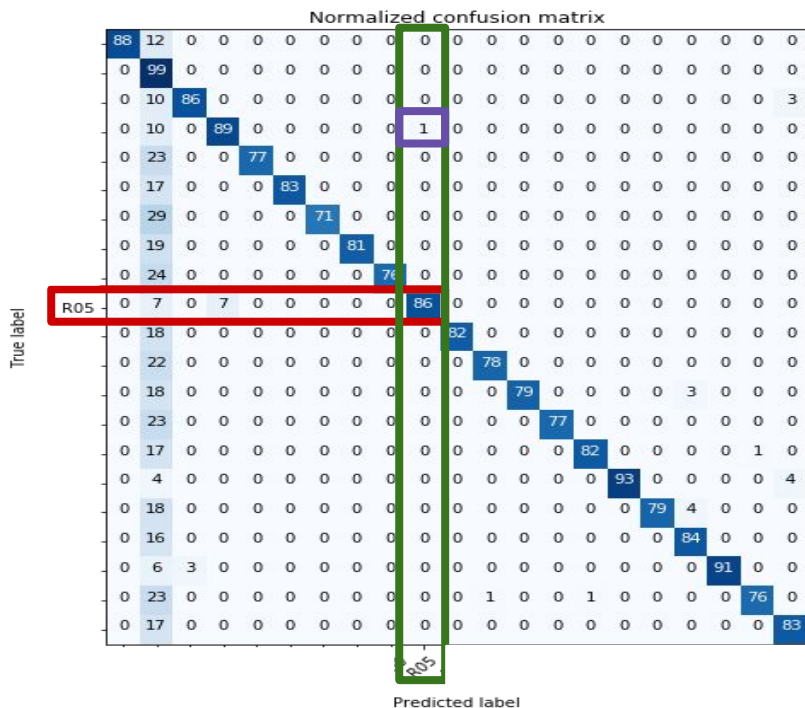 Normalized confusion matrix
True label
88 12 0 0 0 0 0 0 0 0 0 0 0 0 0 0 0 0 0 0 0
0 99 0 0 0 0 0 0 0 0 0 0 0 0 0 0 0 0 0 0 0
0 10 86 0 0 0 0 0 0 0 0 0 0 0 0 0 0 0 0 0 3
0 10 0 89 0 0 0 0 0 1 0 0 0 0 0 0 0 0 0 0 0
0 23 0 0 77 0 0 0 0 0 0 0 0 0 0 0 0 0 0 0 0
0 17 0 0 0 83 0 0 0 0 0 0 0 0 0 0 0 0 0 0 0
0 29 0 0 0 0 71 0 0 0 0 0 0 0 0 0 0 0 0 0 0
0 19 0 0 0 0 0 81 0 0 0 0 0 0 0 0 0 0 0 0 0
0 24 0 0 0 0 0 0 76 0 0 0 0 0 0 0 0 0 0 0 0
R05 0 7 0 7 0 0 0 0 0 86 0 0 0 0 0 0 0 0 0 0 0
0 18 0 0 0 0 0 0 0 0 82 0 0 0 0 0 0 0 0 0 0
0 22 0 0 0 0 0 0 0 0 0 78 0 0 0 0 0 0 0 0 0
0 18 0 0 0 0 0 0 0 0 0 0 79 0 0 0 0 3 0 0 0
0 23 0 0 0 0 0 0 0 0 0 0 0 77 0 0 0 0 0 0 0
0 17 0 0 0 0 0 0 0 0 0 0 0 0 82 0 0 0 0 1 0
0 4 0 0 0 0 0 0 0 0 0 0 0 0 0 93 0 0 0 0 4
0 18 0 0 0 0 0 0 0 0 0 0 0 0 0 0 79 4 0 0 0
0 16 0 0 0 0 0 0 0 0 0 0 0 0 0 0 0 84 0 0 0
0 6 3 0 0 0 0 0 0 0 0 0 0 0 0 0 0 0 91 0 0
0 23 0 0 0 0 0 0 0 0 0 1 0 0 1 0 0 0 0 76 0
0 17 0 0 0 0 0 0 0 0 0 0 0 0 0 0 0 0 0 0 83
R05
Predicted label